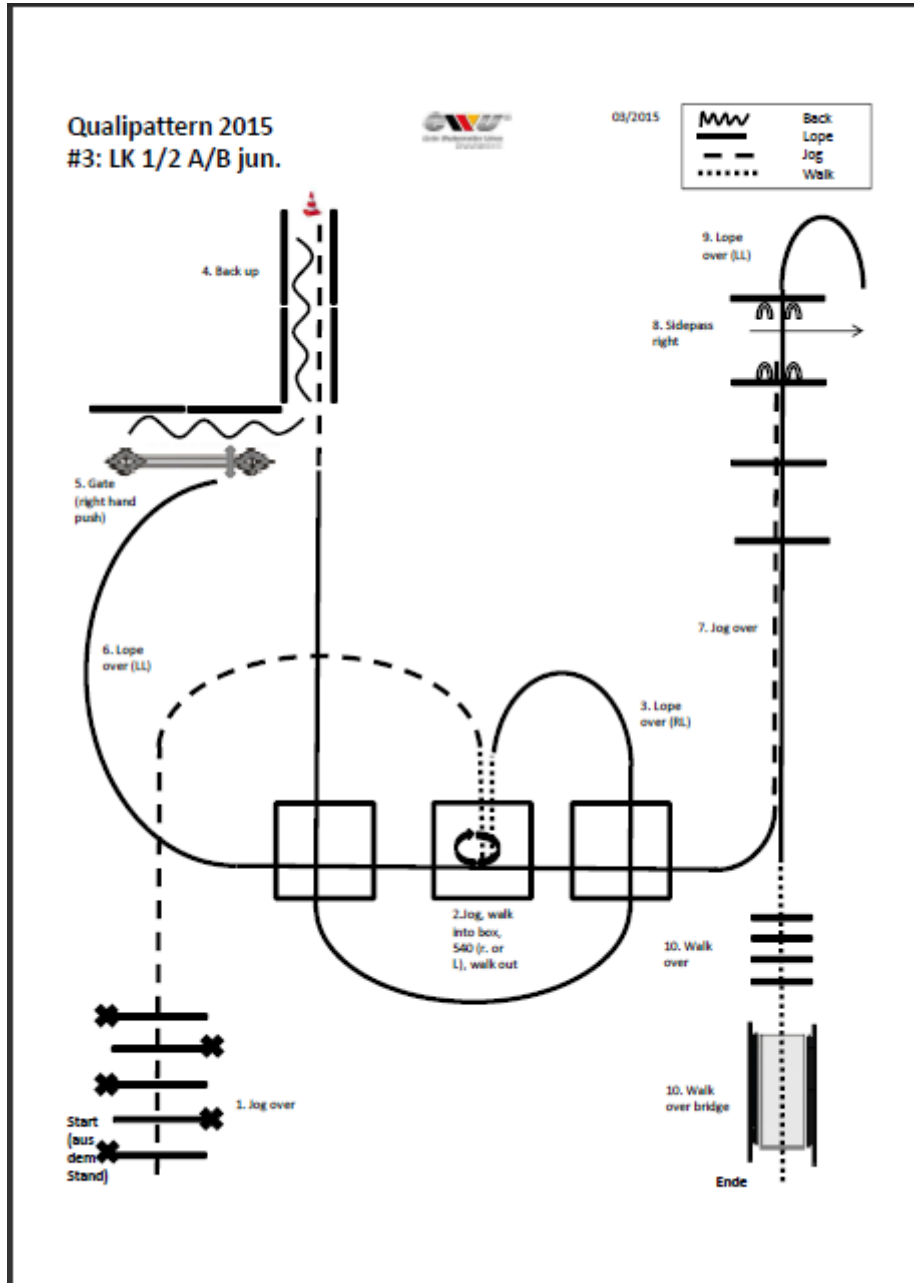 Qualipattern 2015
#3: LK 1/2 A/B jun.
03/2015
Back
Lope
Jog
Walk
9. Lope
over (LL)
4. Back up
8. Sidepass
right
5. Gate
(right hand
push)
7. Jog over
6. Lope
over (LL)
3. Lope
over (RL)
2.Jog, walk
into box,
540 (r. or
L), walk out
10. Walk
over
1. Jog over
10. Walk
over bridge
Start
(aus
dem
Stand)
Ende